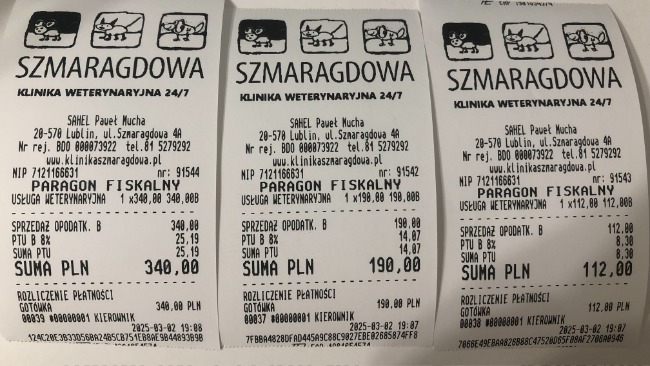 SZMARAGDOWA
KLINIKA WETERYNARYJNA 24/7
SAHEL Paweł Mucha
20-570 Lublin, ul.Szmaragdowa 4A
Nr rej. BDO 000073922 tel.81 5279292
www.klinikaszmaragdowa.pl
NIP 7121166631 nr: 91544
PARAGON FISKALNY
USŁUGA WETERYNARYJNA 1 x340,00 340,00B
SPRZEDAŻ OPODATK. B 340,00
PTU B 8% 25,19
SUMA PTU 25,19
SUMA PLN 340,00
ROZLICZENIE PŁATNOŚCI
GOTÓWKA 340,00 PLN
00039 #00000001 KIEROWNIK
2025-03-02 19:08
SZMARAGDOWA
KLINIKA WETERYNARYJNA 24/7
SAHEL Paweł Mucha
20-570 Lublin, ul.Szmaragdowa 4A
Nr rej. BDO 000073922 tel.81 5279292
www.klinikaszmaragdowa.pl
NIP 7121166631 nr: 91542
PARAGON FISKALNY
USŁUGA WETERYNARYJNA 1 x190,00 190,00B
SPRZEDAŻ OPODATK. B 190,00
PTU B 8% 14,07
SUMA PTU 14,07
SUMA PLN 190,00
ROZLICZENIE PŁATNOŚCI
GOTÓWKA 190,00 PLN
00037 #00000001 KIEROWNIK
2025-03-02 19:07
SZMARAGDOWA
KLINIKA WETERYNARYJNA 24/7
SAHEL Paweł Mucha
20-570 Lublin, ul.Szmaragdowa 4A
Nr rej. BDO 000073922 tel.81 5279292
www.klinikaszmaragdowa.pl
NIP 7121166631 nr: 91543
PARAGON FISKALNY
USŁUGA WETERYNARYJNA 1 x112,00 112,00B
SPRZEDAŻ OPODATK. B 112,00
PTU B 8% 8,30
SUMA PTU 8,30
SUMA PLN 112,00
ROZLICZENIE PŁATNOŚCI
GOTÓWKA 112,00 PLN
00038 #00000001 KIEROWNIK
2025-03-02 19:07